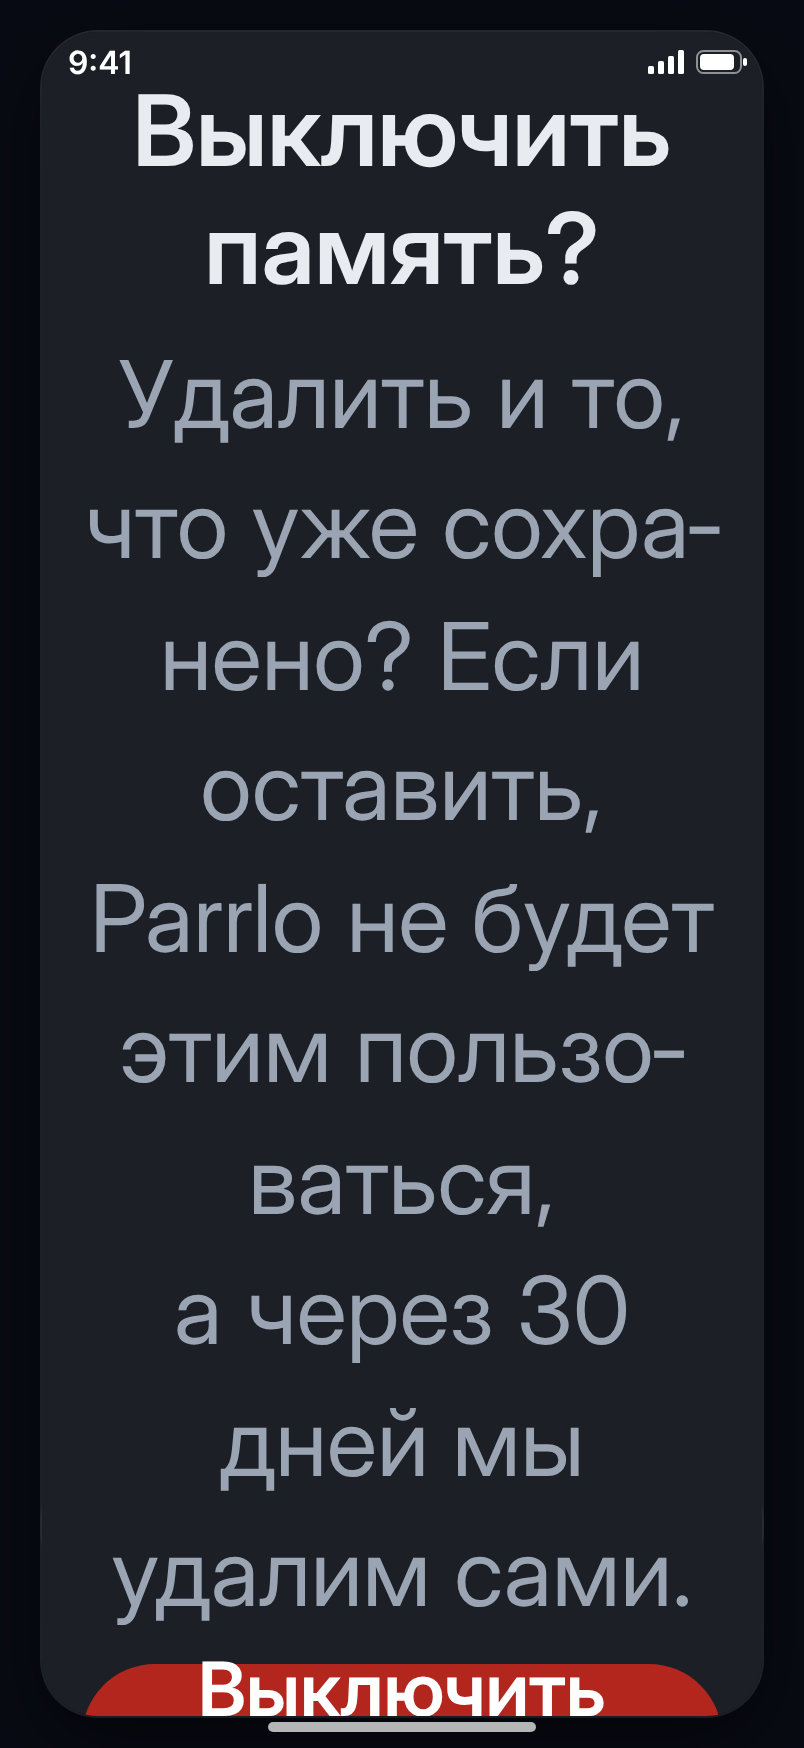 9:41
Выключить
память?
Удалить и то,
что уже сохра-
нено? Если
оставить,
Parrlo не будет
этим пользо-
ваться,
а через 30
дней мы
удалим сами.
Выключить